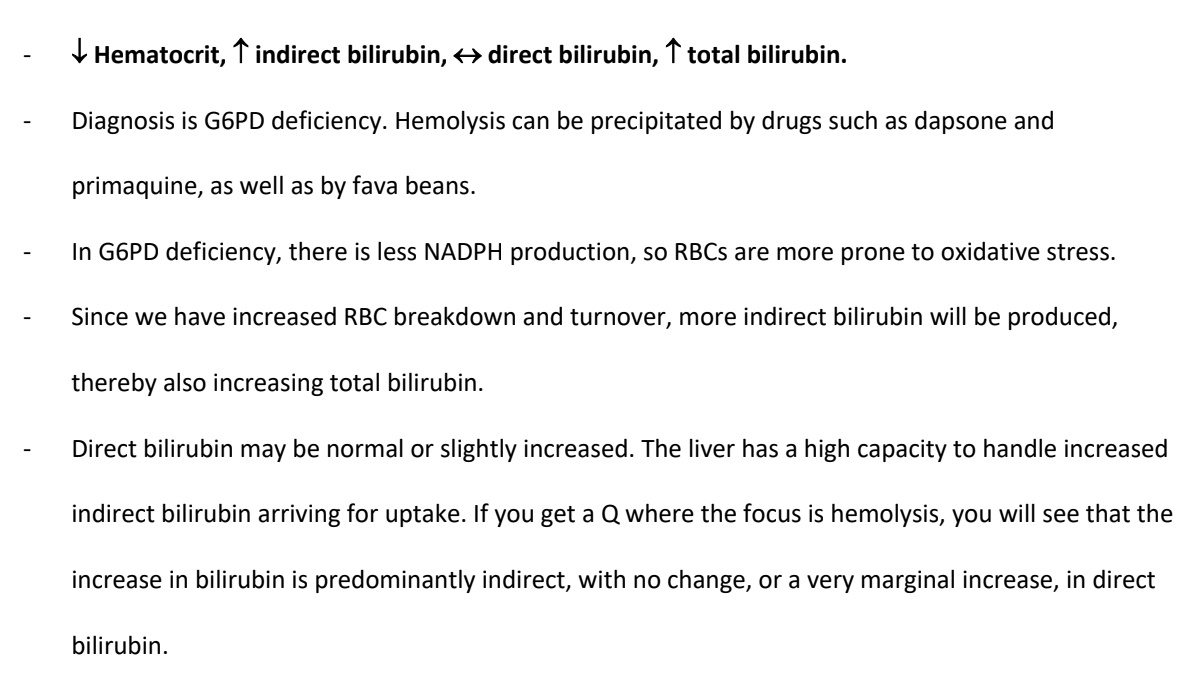 - ↓ Hematocrit, ↑ indirect bilirubin, ↔ direct bilirubin, ↑ total bilirubin.
- Diagnosis is G6PD deficiency. Hemolysis can be precipitated by drugs such as dapsone and
primaquine, as well as by fava beans.
- In G6PD deficiency, there is less NADPH production, so RBCs are more prone to oxidative stress.
- Since we have increased RBC breakdown and turnover, more indirect bilirubin will be produced,
thereby also increasing total bilirubin.
- Direct bilirubin may be normal or slightly increased. The liver has a high capacity to handle increased
indirect bilirubin arriving for uptake. If you get a Q where the focus is hemolysis, you will see that the
increase in bilirubin is predominantly indirect, with no change, or a very marginal increase, in direct
bilirubin.